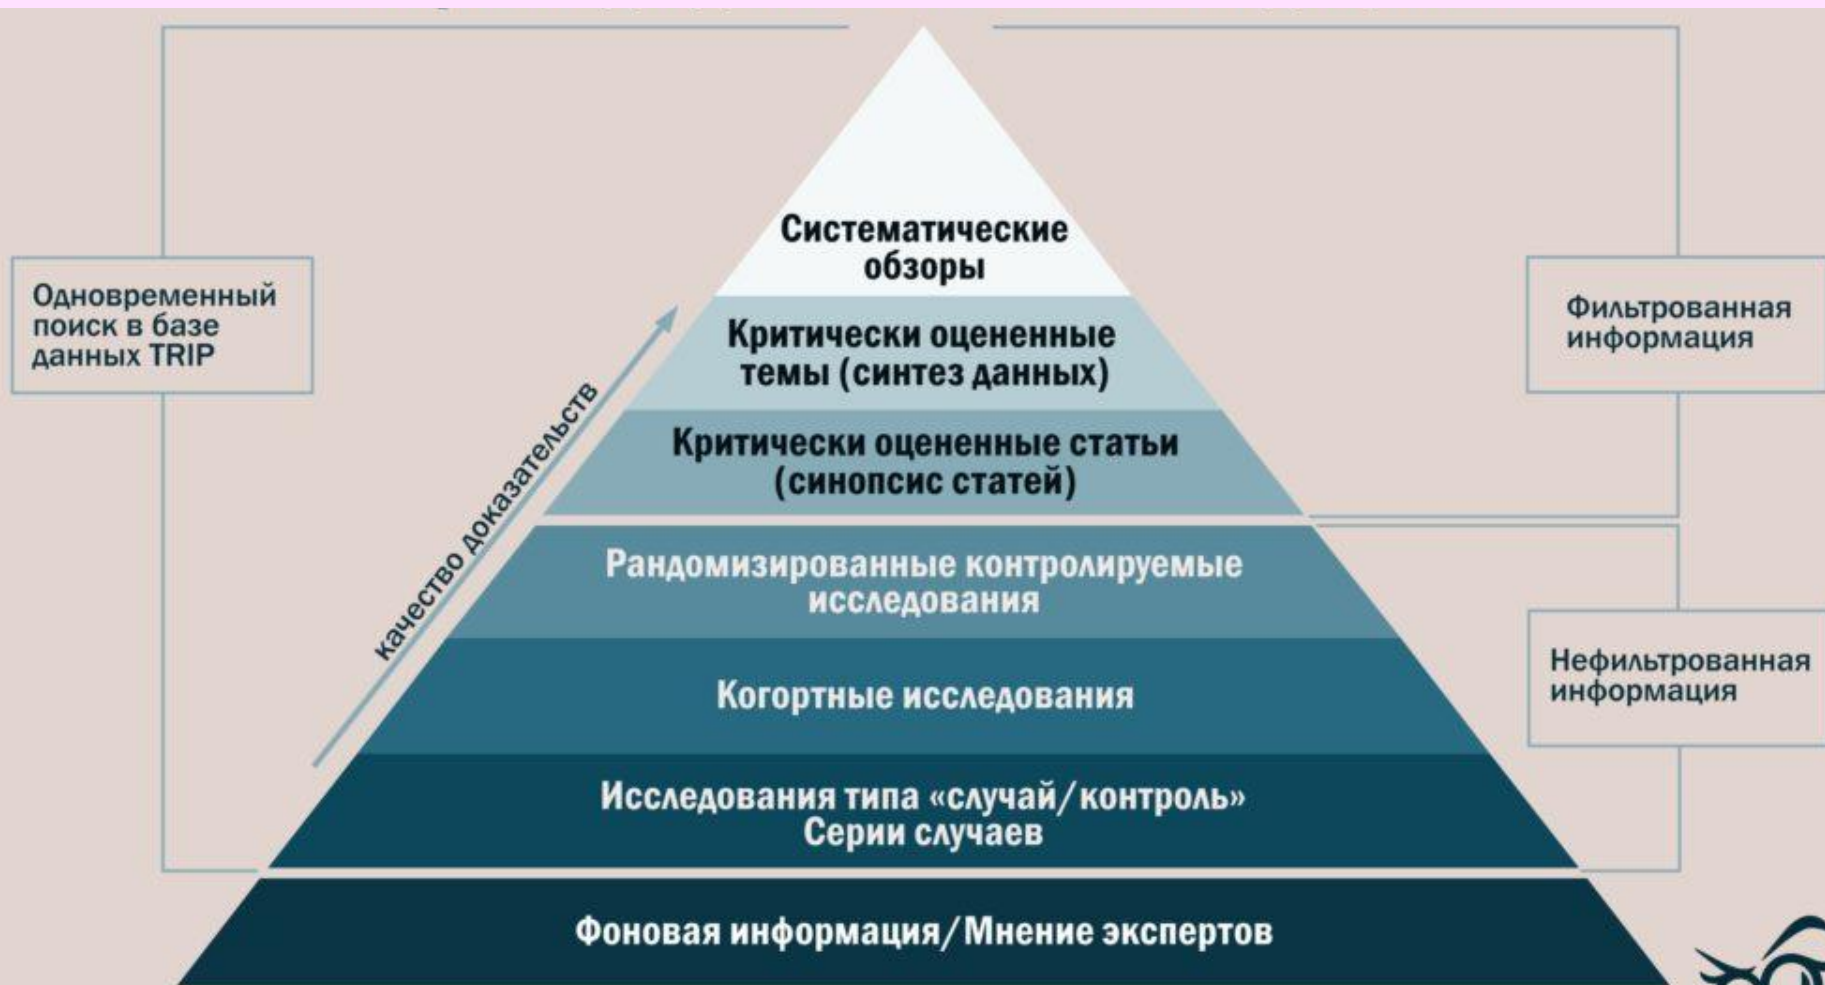 Систематические
обзоры
Одновременный
поиск в базе
данных TRIP
Фильтрованная
информация
Критически оцененные
темы (синтез данных)
качество доказательств
Критически оцененные статьи
(синопсис статей)
Рандомизированные контролируемые
исследования
Когортные исследования
Нефильтрованная
информация
Исследования типа «случай/контроль»
Серии случаев
Фоновая информация/Мнение экспертов